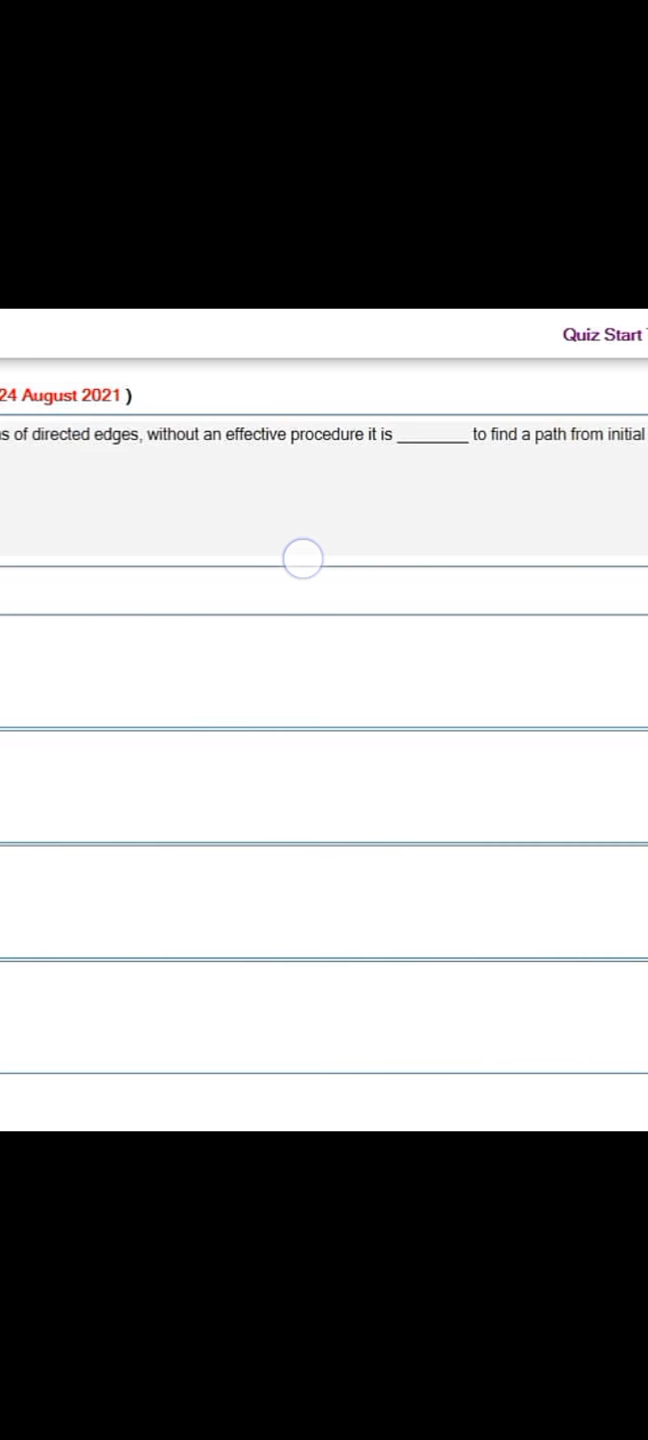 Quiz Start
24 August 2021 )
s of directed edges, without an effective procedure it is ________ to find a path from initial